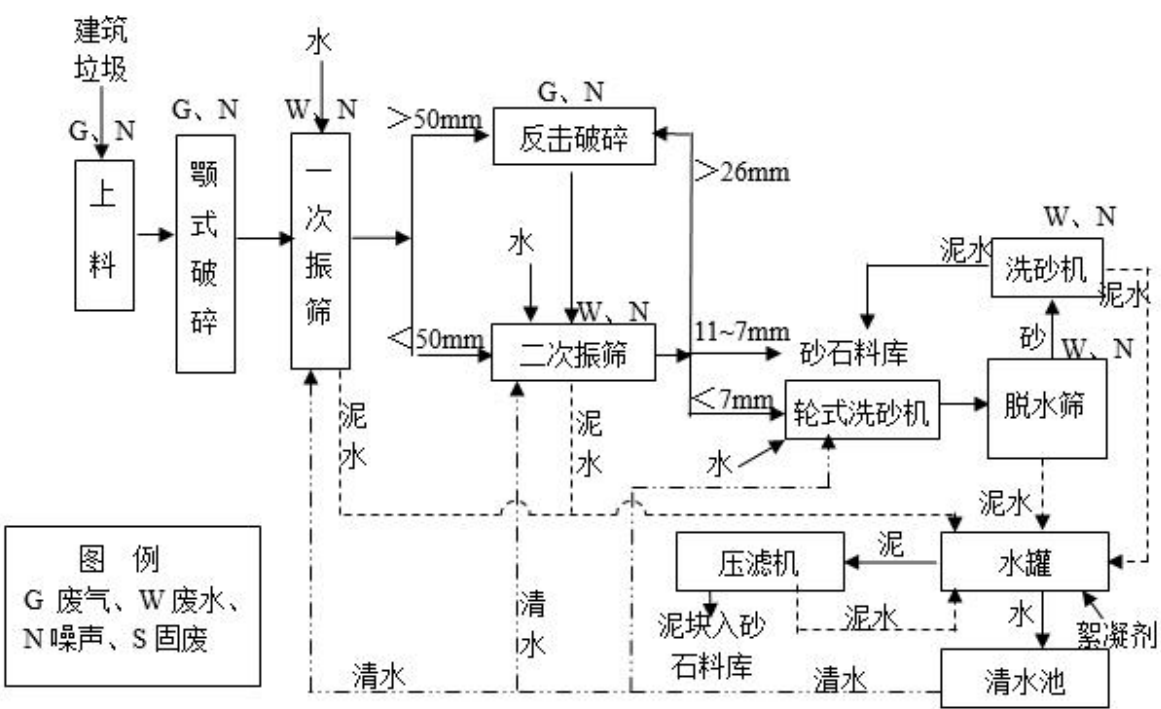 建筑
垃圾
G、N
上
料
G、N
颚
式
破
碎
水
W、N
一
次
振
筛
＞50mm
＜50mm
G、N
反击破碎
水
W、N
二次振筛
＞26mm
11~7mm
砂石料库
＜7mm
轮式洗砂机
水
W、N
洗砂机
泥水
泥水
砂
W、N
脱水筛
泥
水
泥
水
泥水
水罐
泥
压滤机
泥水
泥块入砂
石料库
水
絮凝剂
清水池
清水
清
水
清水
图 例
G 废气、W 废水、
N 噪声、S 固废